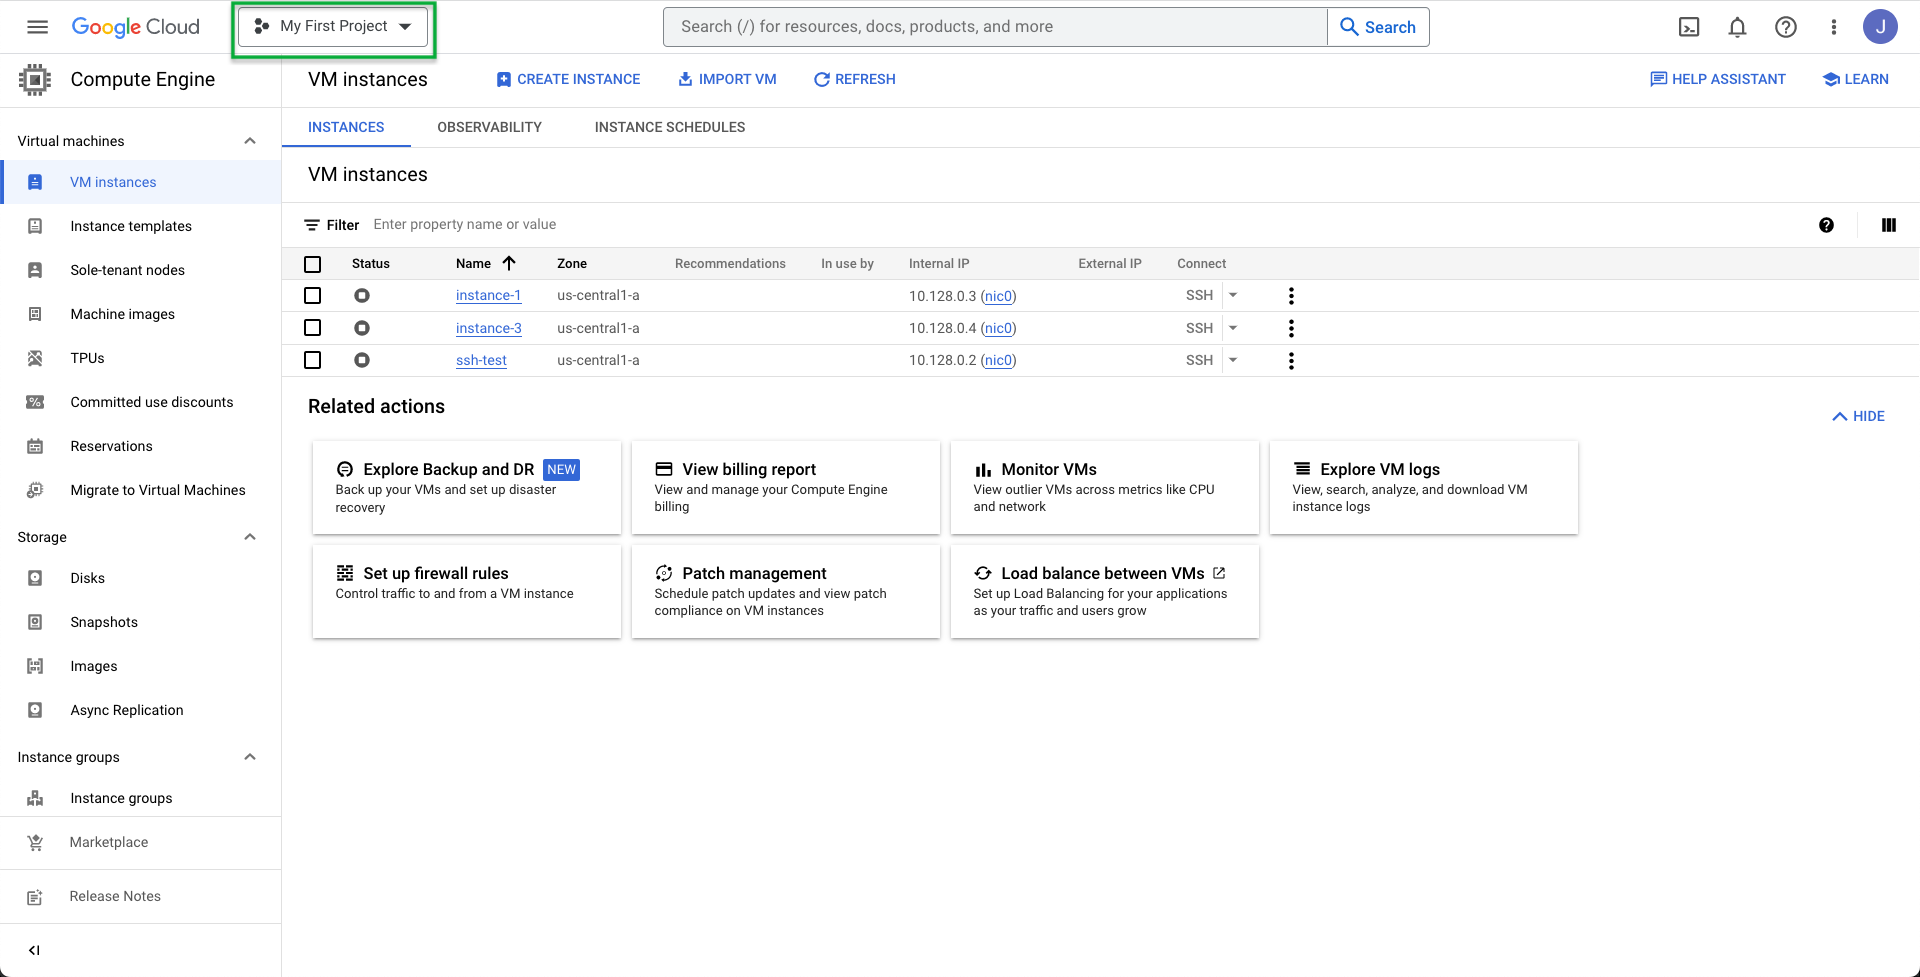 Google Cloud
My First Project
Search (/) for resources, docs, products, and more
Search
J
Compute Engine
VM instances
CREATE INSTANCE
IMPORT VM
REFRESH
HELP ASSISTANT
LEARN
Virtual machines
VM instances
Instance templates
Sole-tenant nodes
Machine images
TPUs
Committed use discounts
Reservations
Migrate to Virtual Machines
Storage
Disks
Snapshots
Images
Async Replication
Instance groups
Instance groups
Marketplace
Release Notes
INSTANCES OBSERVABILITY INSTANCE SCHEDULES
VM instances
Filter Enter property name or value
Status Name Zone Recommendations In use by Internal IP External IP Connect
instance-1 us-central1-a 10.128.0.3 (nic0) SSH
instance-3 us-central1-a 10.128.0.4 (nic0) SSH
ssh-test us-central1-a 10.128.0.2 (nic0) SSH
Related actions
HIDE
Explore Backup and DR NEW
Back up your VMs and set up disaster
recovery
View billing report
View and manage your Compute Engine
billing
Monitor VMs
View outlier VMs across metrics like CPU
and network
Explore VM logs
View, search, analyze, and download VM
instance logs
Set up firewall rules
Control traffic to and from a VM instance
Patch management
Schedule patch updates and view patch
compliance on VM instances
Load balance between VMs
Set up Load Balancing for your applications
as your traffic and users grow